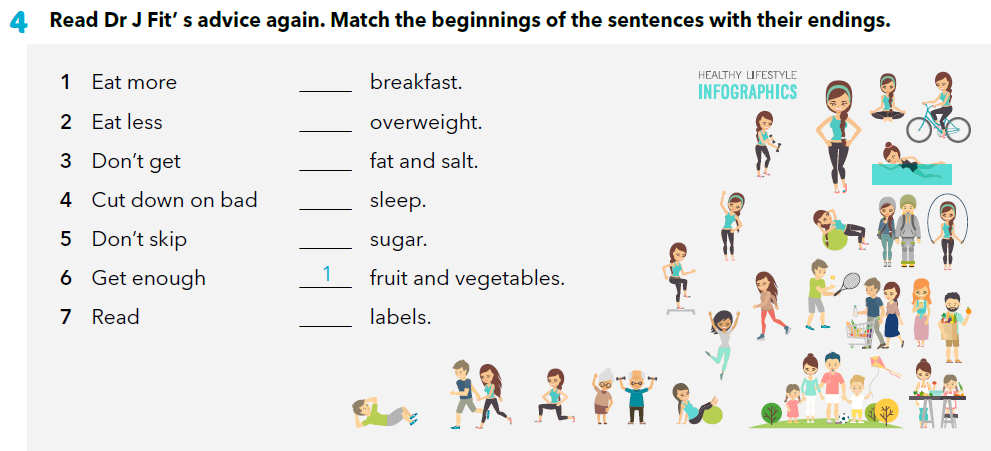 4 Read Dr J Fit' s advice again. Match the beginnings of the sentences with their endings.
1 Eat more _____ breakfast.
2 Eat less _____ overweight.
3 Don't get _____ fat and salt.
4 Cut down on bad _____ sleep.
5 Don't skip _____ sugar.
6 Get enough 1 fruit and vegetables.
7 Read _____ labels.
HEALTHY LIFESTYLE
INFOGRAPHICS